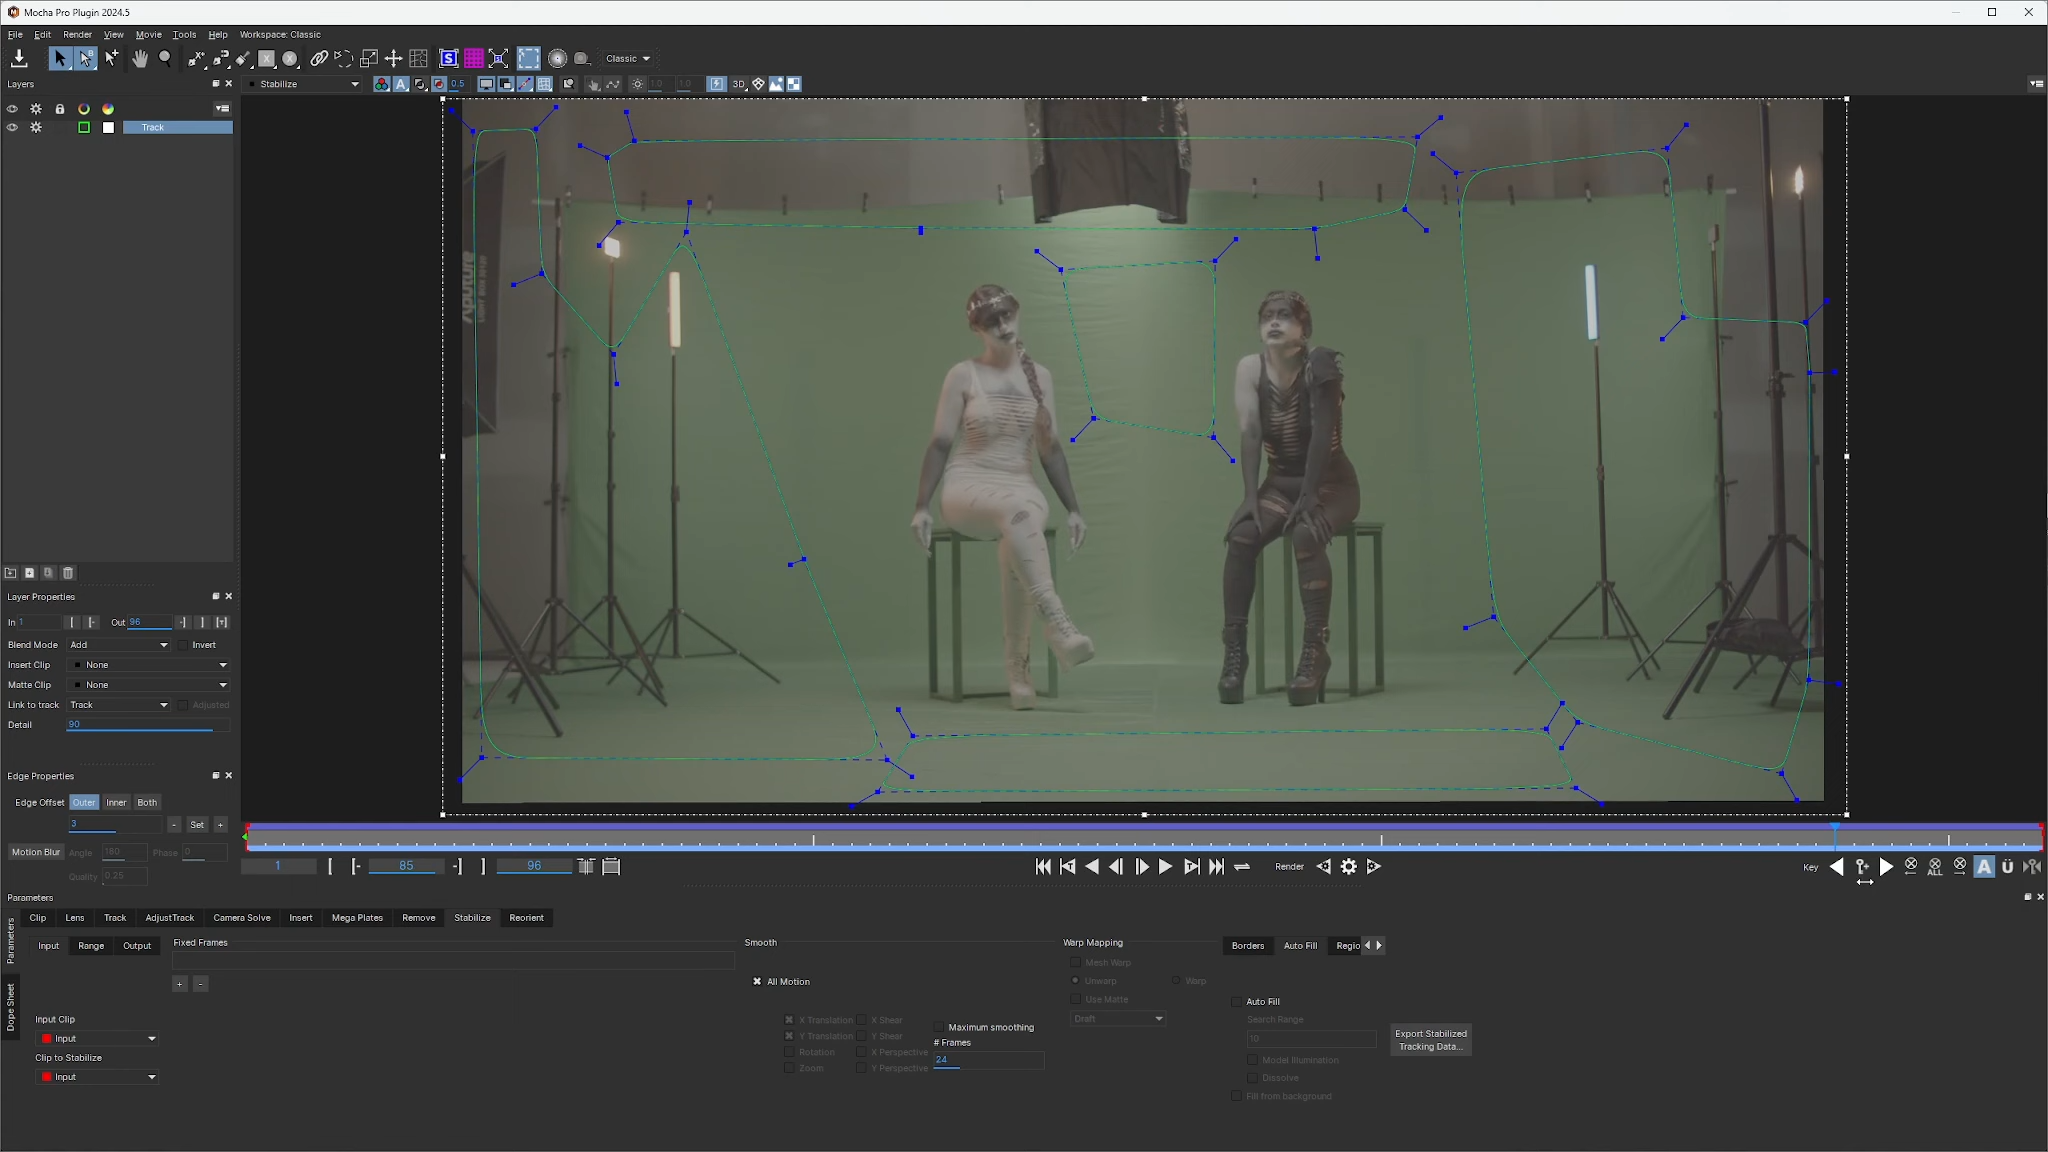 Mocha Pro Plugin 2024.5
File Edit Render View Movie Tools Help Workspace: Classic
Classic
Layers
Stabilize
0.5
1.0
1.0
3D
Track
Aputure
Layer Properties
In 1
Out 96
Blend Mode Add Invert
Insert Clip None
Matte Clip None
Link to track Track Adjusted
Detail 90
Edge Properties
Edge Offset Outer Inner Both
3 - Set +
Motion Blur Angle 180 Phase 0
Quality 0.25
1 85 96
Render
Key
ALL
Parameters
Parameters
Dope Sheet
Clip Lens Track AdjustTrack Camera Solve Insert Mega Plates Remove Stabilize Reorient
Input Range Output
Fixed Frames
+ -
Input Clip
Input
Clip to Stabilize
Input
Smooth
All Motion
X Translation X Shear
Y Translation Y Shear
Rotation X Perspective
Zoom Y Perspective
Maximum smoothing
# Frames
24
Warp Mapping
Mesh Warp
Unwarp Warp
Use Matte
Draft
Borders Auto Fill Regio
Auto Fill
Search Range
10
Model Illumination
Dissolve
Fill from background
Export Stabilized
Tracking Data...